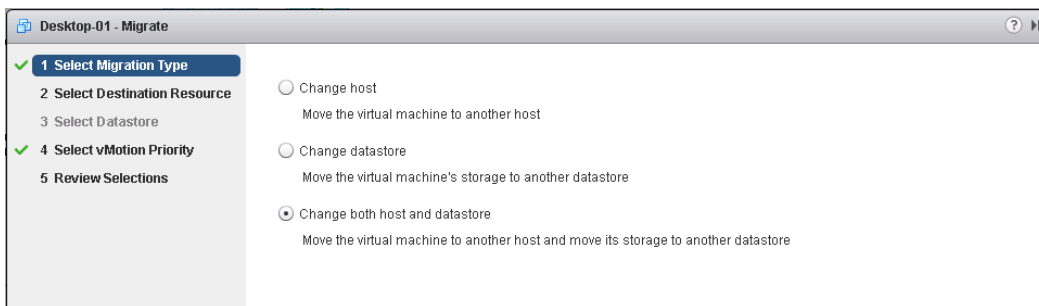 Desktop-01 - Migrate
?
1 Select Migration Type
2 Select Destination Resource
3 Select Datastore
4 Select vMotion Priority
5 Review Selections
Change host
Move the virtual machine to another host
Change datastore
Move the virtual machine's storage to another datastore
Change both host and datastore
Move the virtual machine to another host and move its storage to another datastore